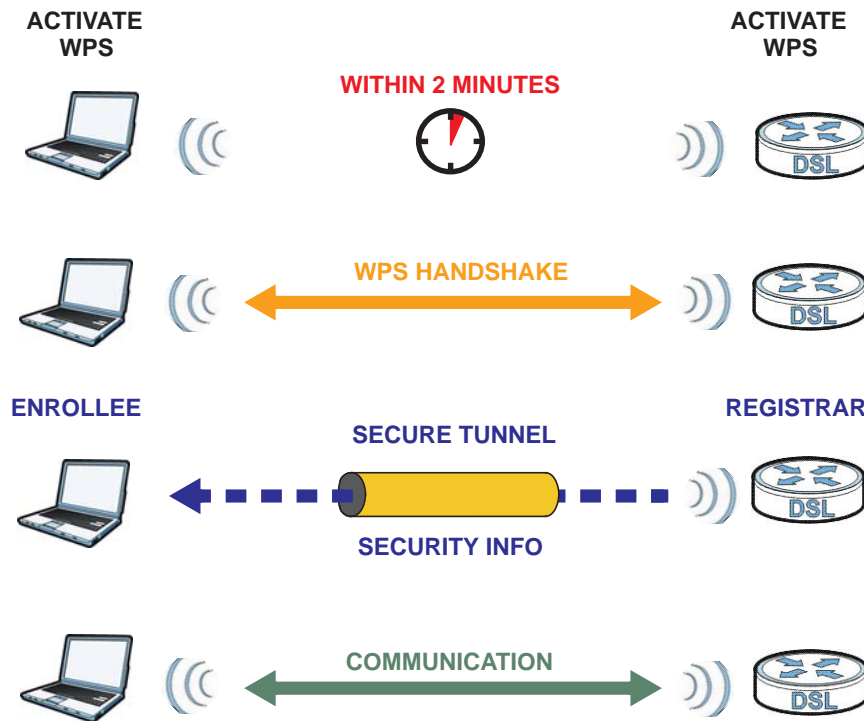 ACTIVATE
WPS
ACTIVATE
WPS
WITHIN 2 MINUTES
DSL
WPS HANDSHAKE
DSL
ENROLLEE
REGISTRAR
SECURE TUNNEL
DSL
SECURITY INFO
COMMUNICATION
DSL